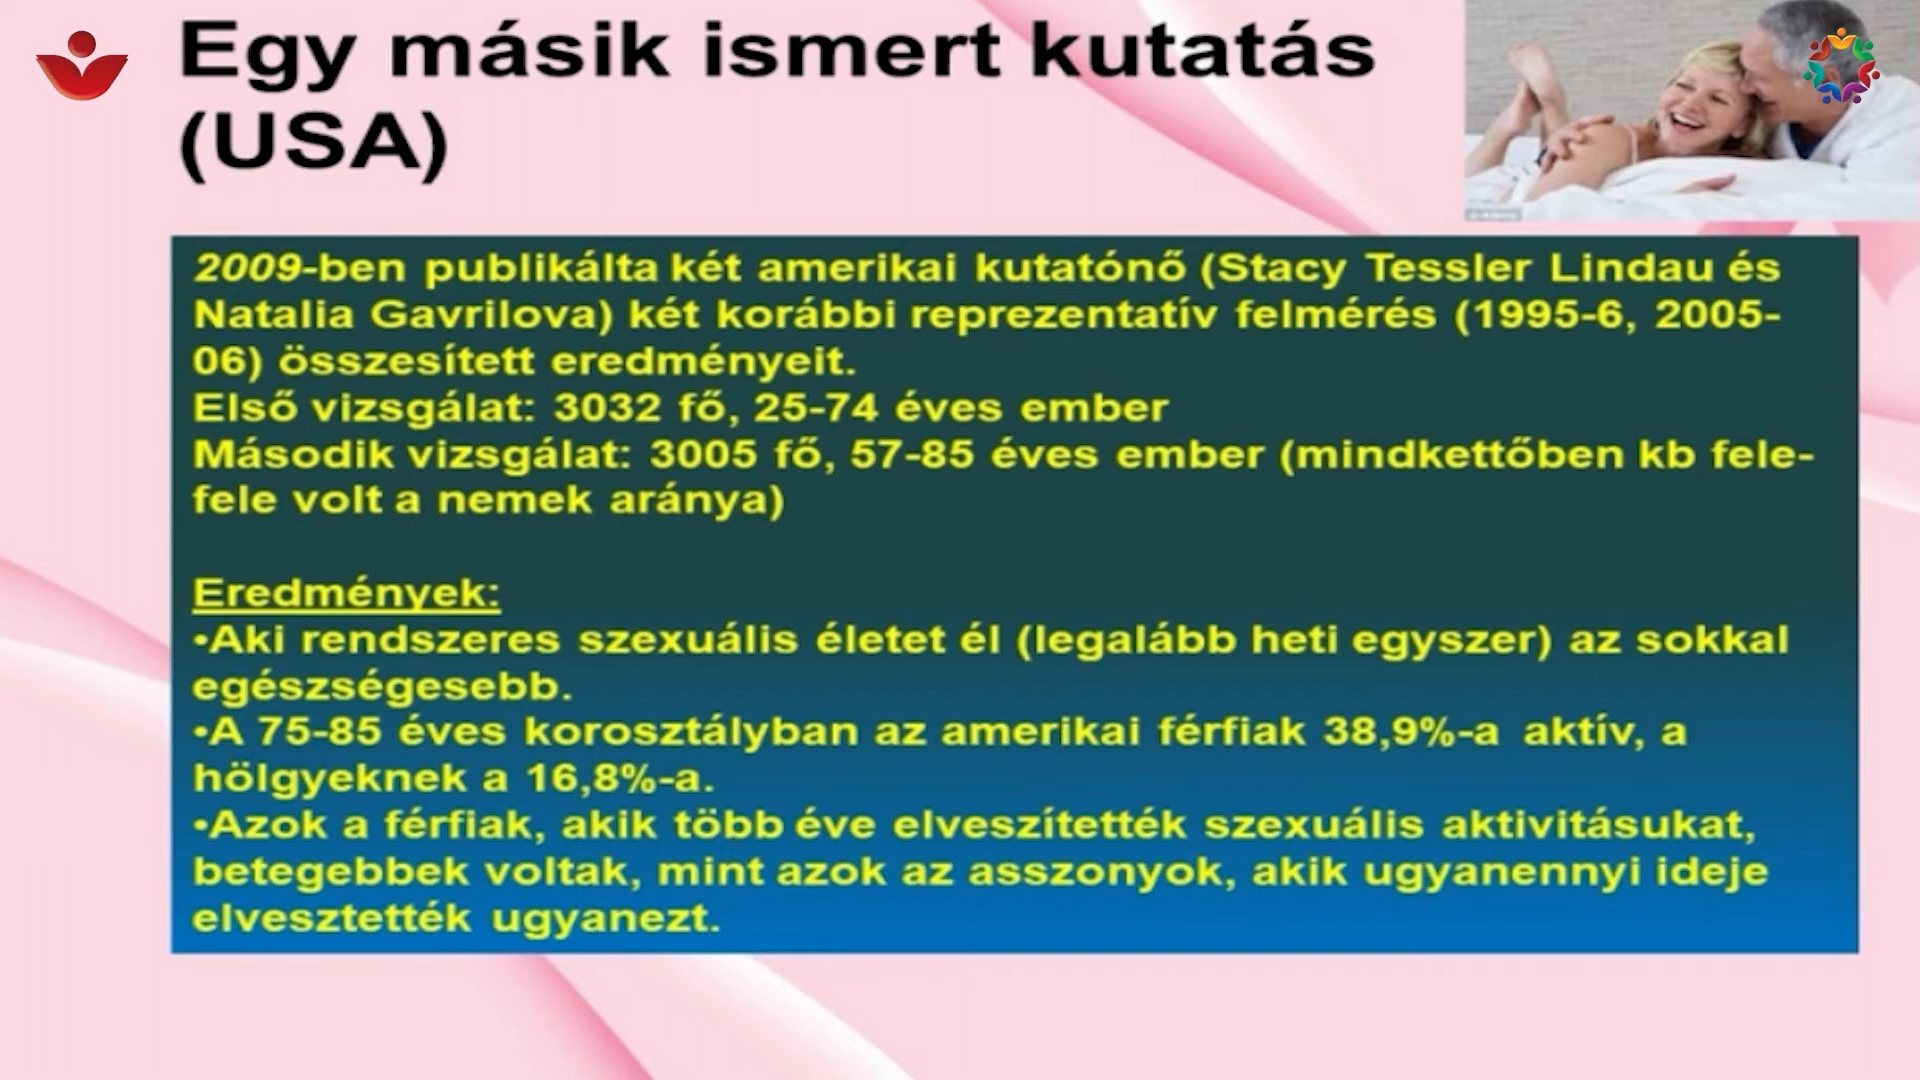 Egy másik ismert kutatás
(USA)
2009-ben publikálta két amerikai kutatónő (Stacy Tessler Lindau és
Natalia Gavrilova) két korábbi reprezentatív felmérés (1995-6, 2005-
06) összesített eredményeit.
Első vizsgálat: 3032 fő, 25-74 éves ember
Második vizsgálat: 3005 fő, 57-85 éves ember (mindkettőben kb fele-
fele volt a nemek aránya)
Eredmények:
•Aki rendszeres szexuális életet él (legalább heti egyszer) az sokkal
egészségesebb.
•A 75-85 éves korosztályban az amerikai férfiak 38,9%-a aktív, a
hölgyeknek a 16,8%-a.
•Azok a férfiak, akik több éve elveszítették szexuális aktivitásukat,
betegebbek voltak, mint azok az asszonyok, akik ugyanennyi ideje
elvesztették ugyanezt.